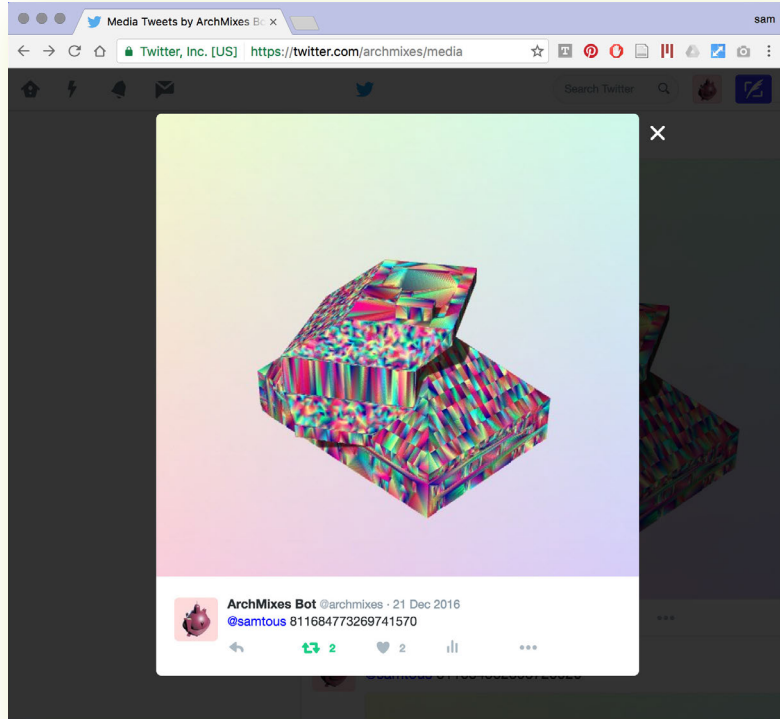 Media Tweets by ArchMixes Bo
sam
Twitter, Inc. [US] https://twitter.com/archmixes/media
Search Twitter
ArchMixes Bot @archmixes · 21 Dec 2016
@samtous 811684773269741570
2 2
@samtous